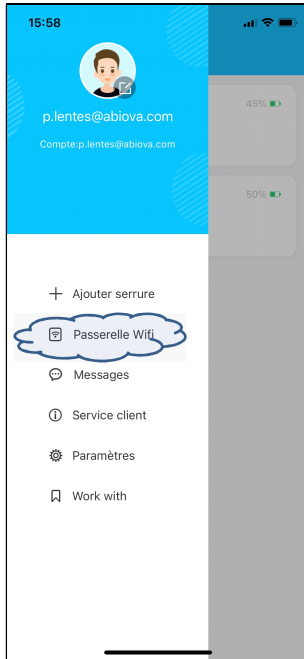 15:58
p.lentes@abiova.com
Compte:p.lentes@abiova.com
45%
50%
Ajouter serrure
Passerelle Wifi
Messages
Service client
Paramètres
Work with